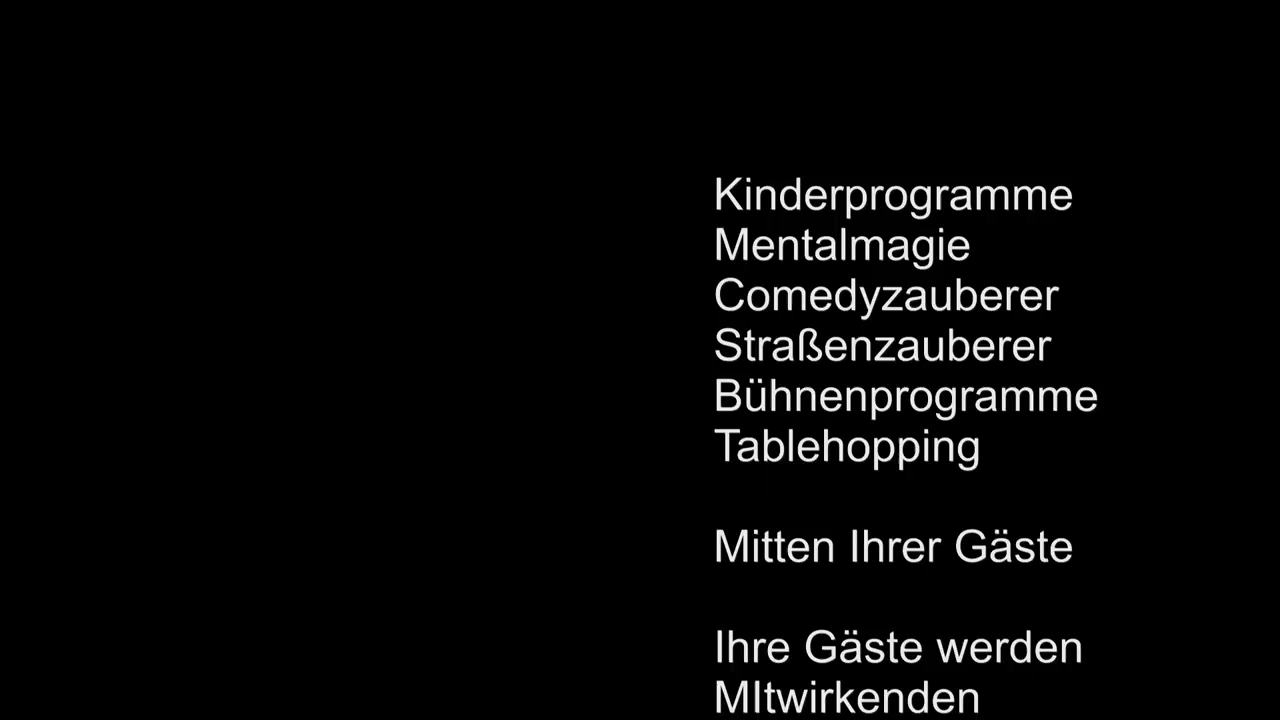 Kinderprogramme
Mentalmagie
Comedyzauberer
Straßenzauberer
Bühnenprogramme
Tablehopping
Mitten Ihrer Gäste
Ihre Gäste werden
MItwirkenden